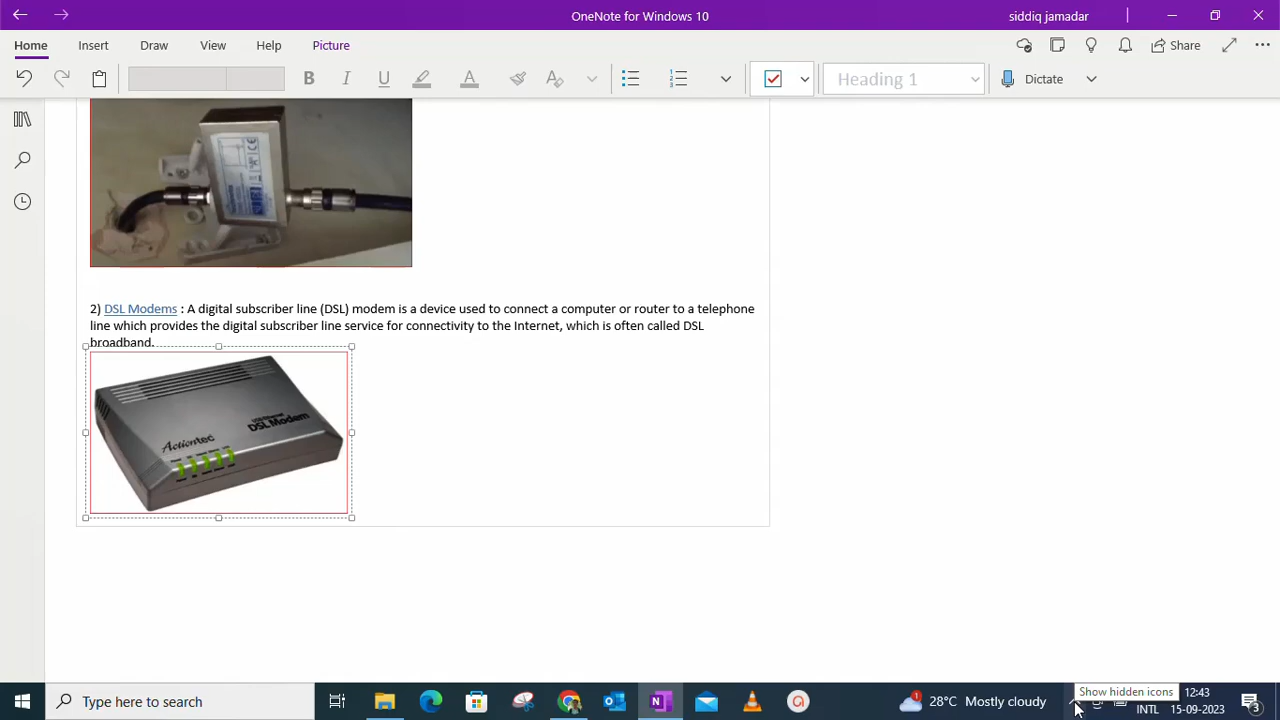 OneNote for Windows 10
siddiq jamadar
Home
Insert
Draw
View
Help
Picture
Share
B
I
U
A
Heading 1
Dictate
2) DSL Modems : A digital subscriber line (DSL) modem is a device used to connect a computer or router to a telephone
line which provides the digital subscriber line service for connectivity to the Internet, which is often called DSL
broadband.
DSL Modem
Actiontec
Show hidden icons
Type here to search
1
28°C Mostly cloudy
12:43
INTL
15-09-2023
3